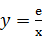 y = e/x